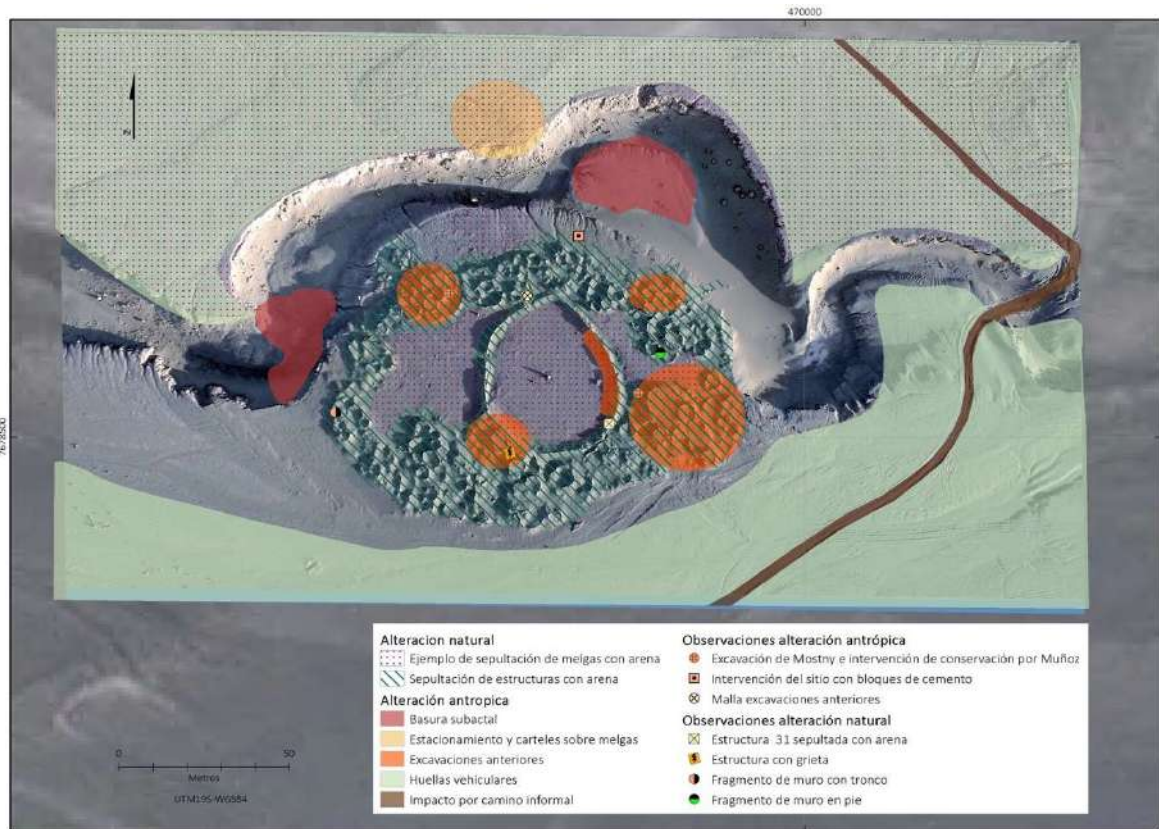 470000
7678500
N
Alteracion natural
Ejemplo de sepultación de melgas con arena
Sepultación de estructuras con arena
Alteración antropica
Basura subactal
Estacionamiento y carteles sobre melgas
Excavaciones anteriores
Huellas vehiculares
Impacto por camino informal
Observaciones alteración antrópica
Excavación de Mostny e intervención de conservación por Muñoz
Intervención del sitio con bloques de cemento
Malla excavaciones anteriores
Observaciones alteración natural
Estructura 31 sepultada con arena
Estructura con grieta
Fragmento de muro con tronco
Fragmento de muro en pie
0 50
Metros
UTM19S-WGS84